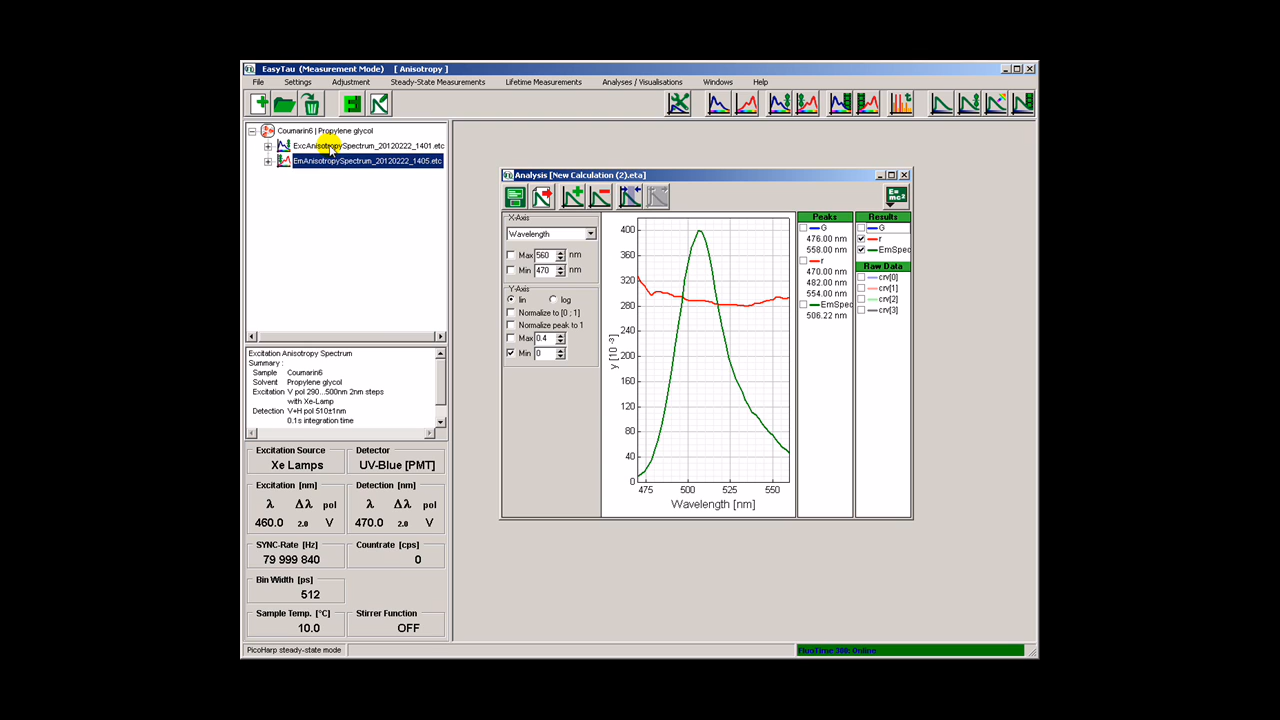 EasyTau (Measurement Mode) [ Anisotropy ]
File Settings Adjustment Steady-State Measurements Lifetime Measurements Analyses / Visualisations Windows Help
Coumarin6 | Propylene glycol
ExcAnisotropySpectrum_20120222_1401.etc
EmAnisotropySpectrum_20120222_1405.etc
Excitation Anisotropy Spectrum
Summary :
Sample Coumarin6
Solvent Propylene glycol
Excitation V pol 290...500nm 2nm steps
with Xe-Lamp
Detection V+H pol 510±1nm
0.1s integration time
Excitation Source Detector
Xe Lamps UV-Blue [PMT]
Excitation [nm] Detection [nm]
λ Δλ pol λ Δλ pol
460.0 2.0 V 470.0 2.0 V
SYNC-Rate [Hz] Countrate [cps]
79 999 840 0
Bin Width [ps]
512
Sample Temp. [°C] Stirrer Function
10.0 OFF
PicoHarp steady-state mode
FluoTime 300: Online
Analysis [New Calculation (2).eta]
E=
mc²
X-Axis
Wavelength
Max 560 nm
Min 470 nm
Y-Axis
lin log
Normalize to [0 ; 1]
Normalize peak to 1
Max 0.4
Min 0
y [10⁻³]
400
360
320
280
240
200
160
120
80
40
0
475 500 525 550
Wavelength [nm]
Peaks
G
476.00 nm
558.00 nm
r
470.00 nm
482.00 nm
554.00 nm
EmSpe
506.22 nm
Results
G
r
EmSpec
Raw Data
crv[0]
crv[1]
crv[2]
crv[3]